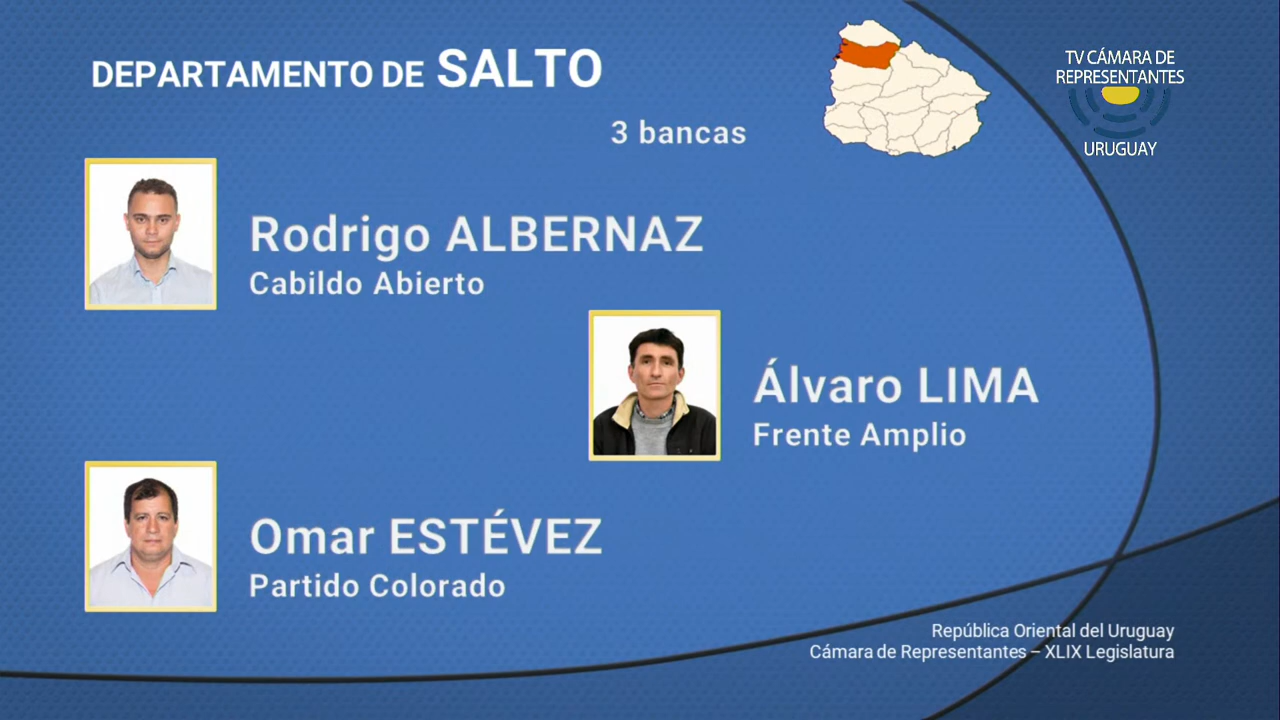 DEPARTAMENTO DE SALTO
TV CÁMARA DE
REPRESENTANTES
URUGUAY
3 bancas
Rodrigo ALBERNAZ
Cabildo Abierto
Álvaro LIMA
Frente Amplio
Omar ESTÉVEZ
Partido Colorado
República Oriental del Uruguay
Cámara de Representantes – XLIX Legislatura